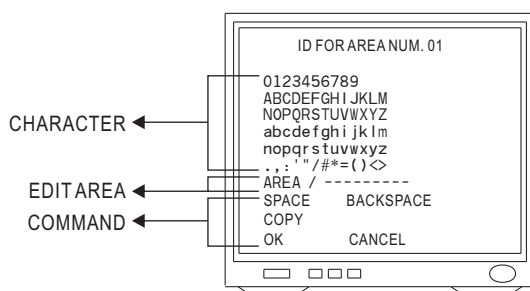 ID FOR AREA NUM. 01
0123456789
ABCDEFGHIJKLM
NOPQRSTUVWXYZ
abcdefghijklm
nopqrstuvwxyz
.,:'"/#*=()<>
AREA / ---------
SPACE BACKSPACE
COPY
OK CANCEL
CHARACTER
EDIT AREA
COMMAND